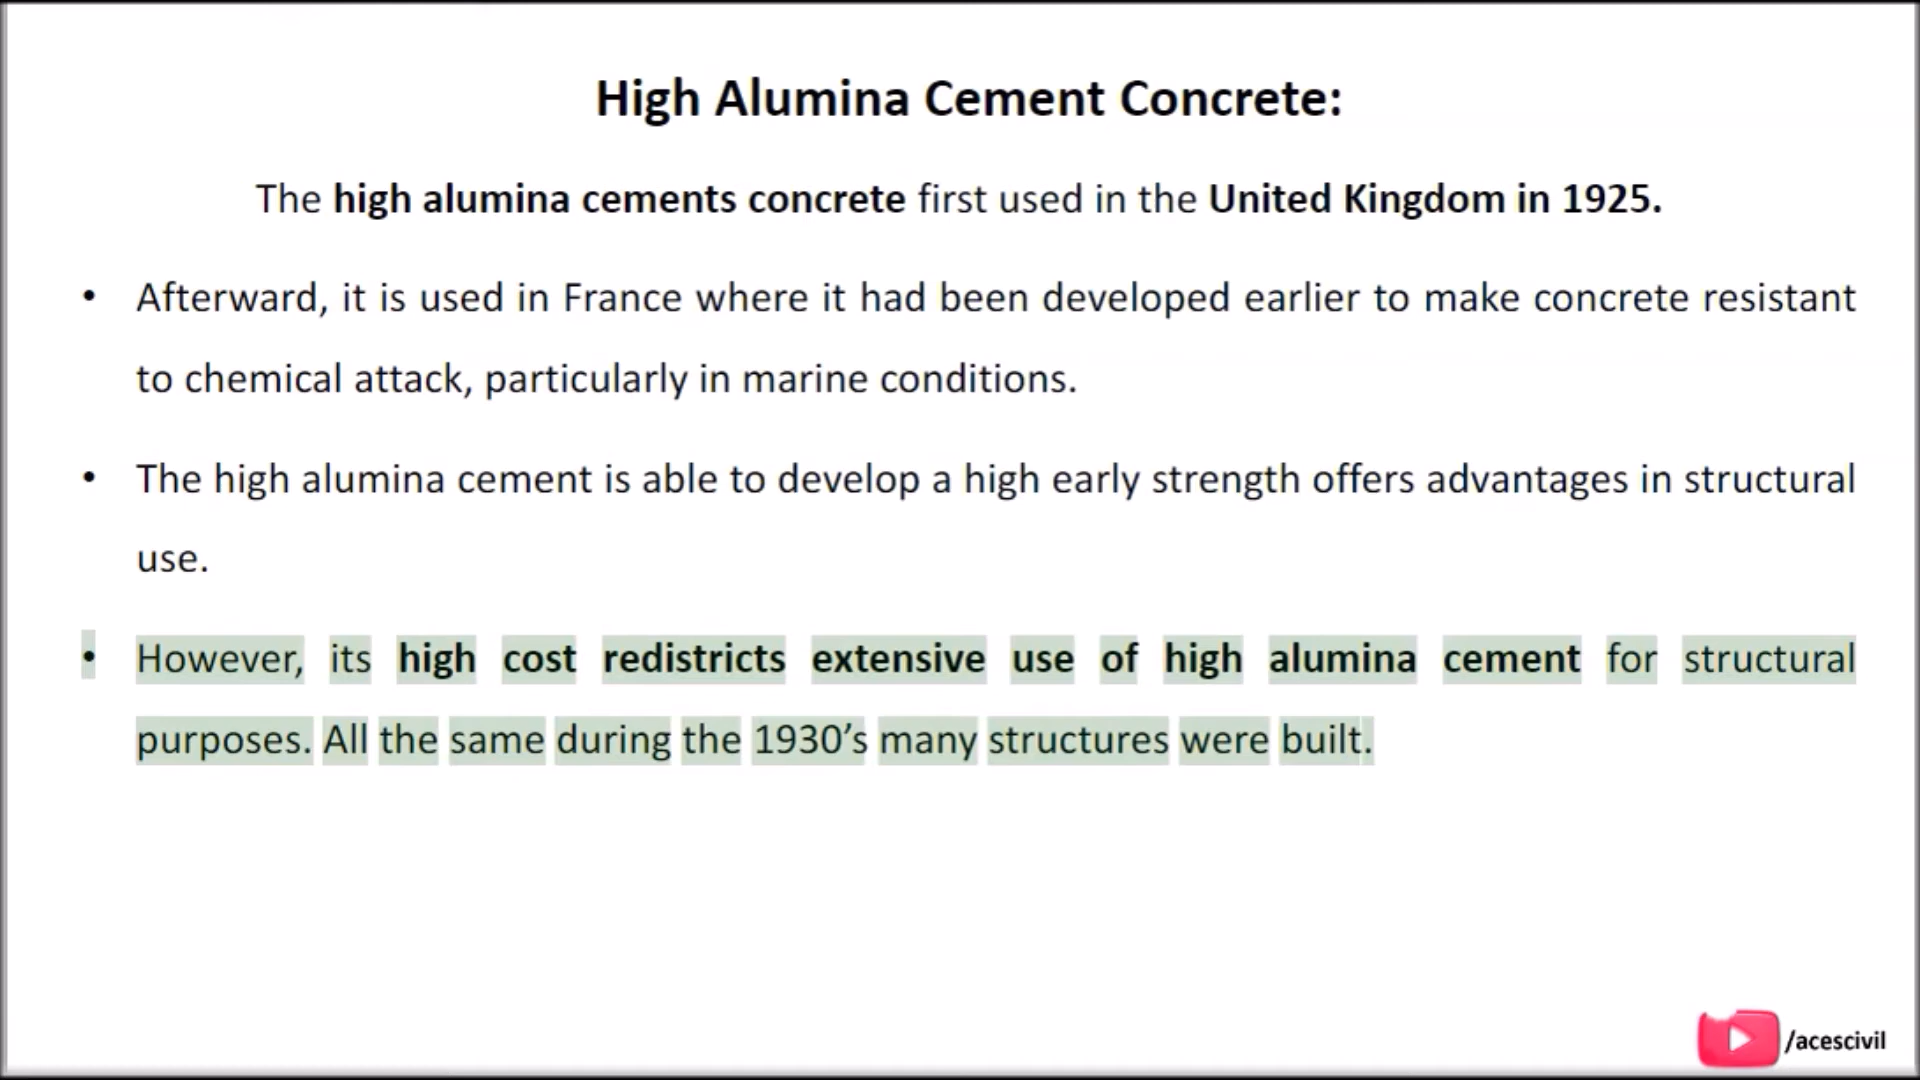 High Alumina Cement Concrete:
The high alumina cements concrete first used in the United Kingdom in 1925.
• Afterward, it is used in France where it had been developed earlier to make concrete resistant
to chemical attack, particularly in marine conditions.
• The high alumina cement is able to develop a high early strength offers advantages in structural
use.
• However, its high cost redistricts extensive use of high alumina cement for structural
purposes. All the same during the 1930’s many structures were built.
/acescivil